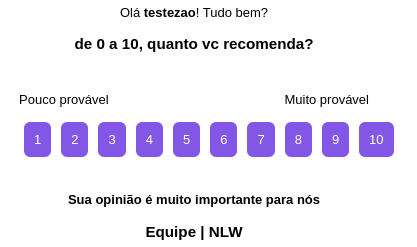 Olá testezao! Tudo bem?
de 0 a 10, quanto vc recomenda?
Pouco provável Muito provável
1 2 3 4 5 6 7 8 9 10
Sua opinião é muito importante para nós
Equipe | NLW